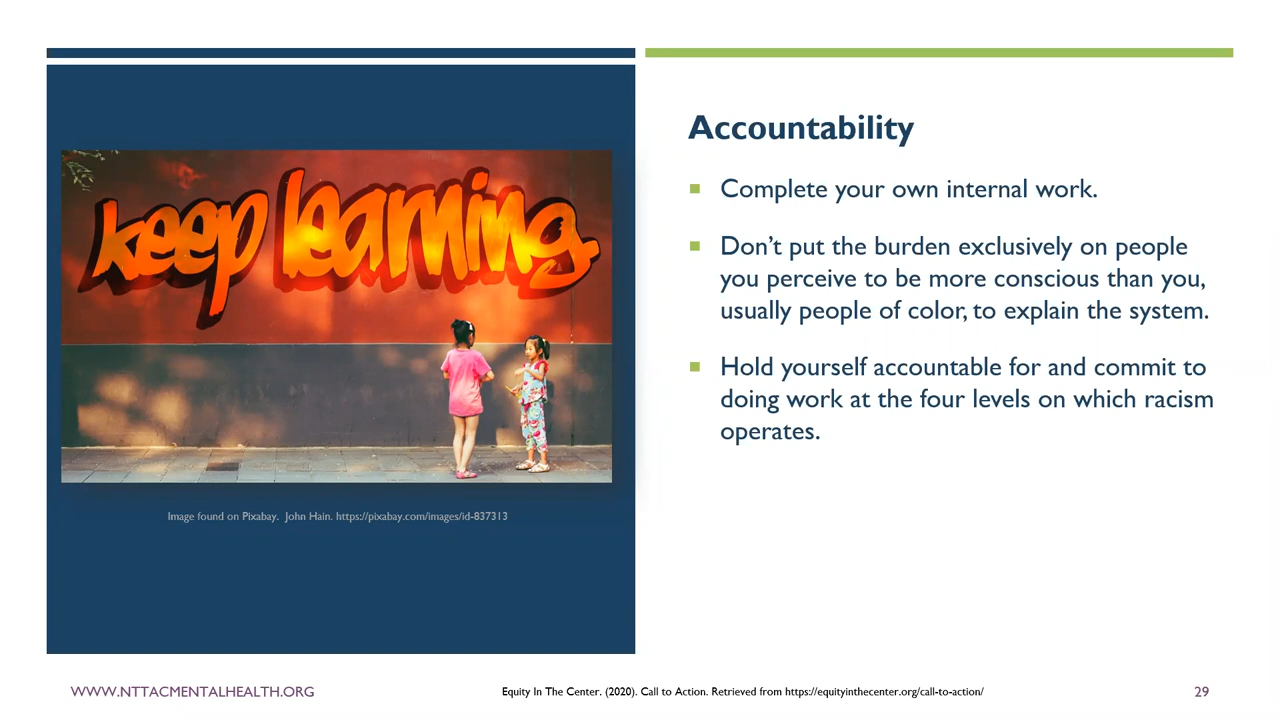 keep learning
Image found on Pixabay. John Hain. https://pixabay.com/images/id-837313
Accountability
Complete your own internal work.
Don’t put the burden exclusively on people
you perceive to be more conscious than you,
usually people of color, to explain the system.
Hold yourself accountable for and commit to
doing work at the four levels on which racism
operates.
WWW.NTTACMENTALHEALTH.ORG
Equity In The Center. (2020). Call to Action. Retrieved from https://equityinthecenter.org/call-to-action/
29